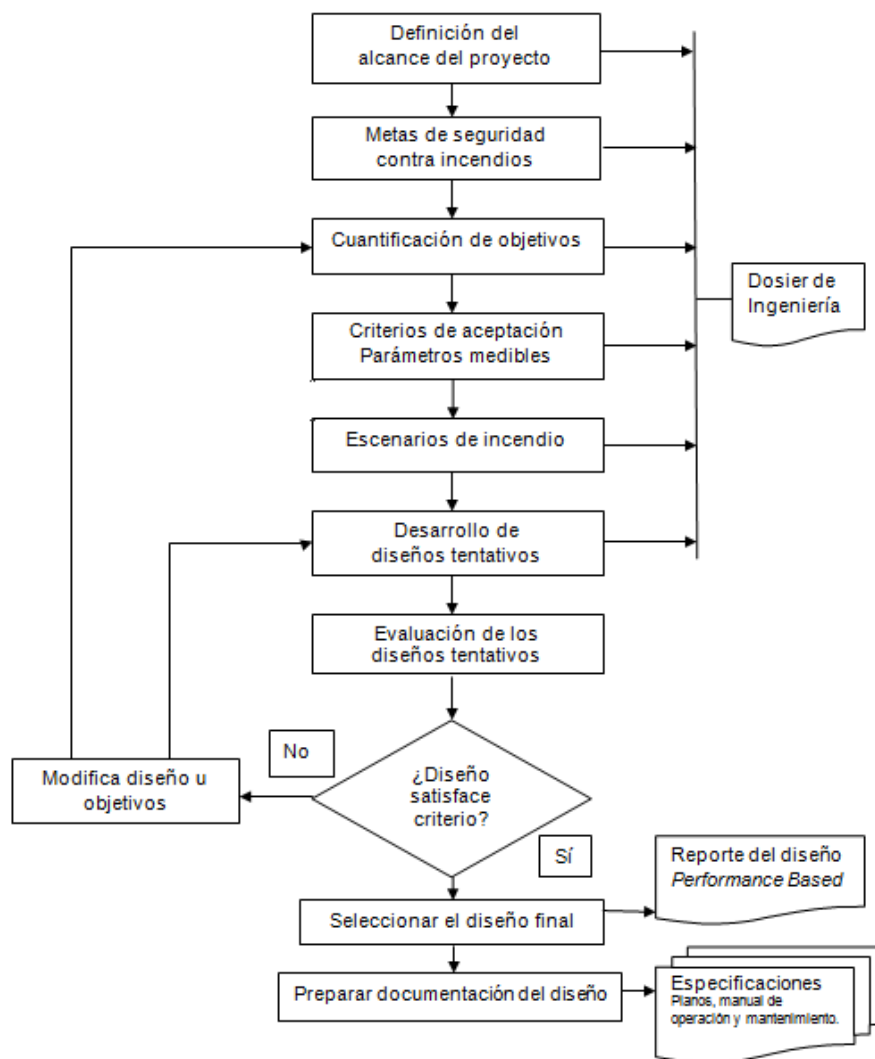 Definición del
alcance del proyecto
Metas de seguridad
contra incendios
Cuantificación de objetivos
Criterios de aceptación
Parámetros medibles
Escenarios de incendio
Desarrollo de
diseños tentativos
Evaluación de los
diseños tentativos
Dosier de
Ingeniería
No
Modifica diseño u
objetivos
¿Diseño
satisface
criterio?
Sí
Reporte del diseño
Performance Based
Seleccionar el diseño final
Preparar documentación del diseño
Especificaciones
Planos, manual de
operación y mantenimiento.